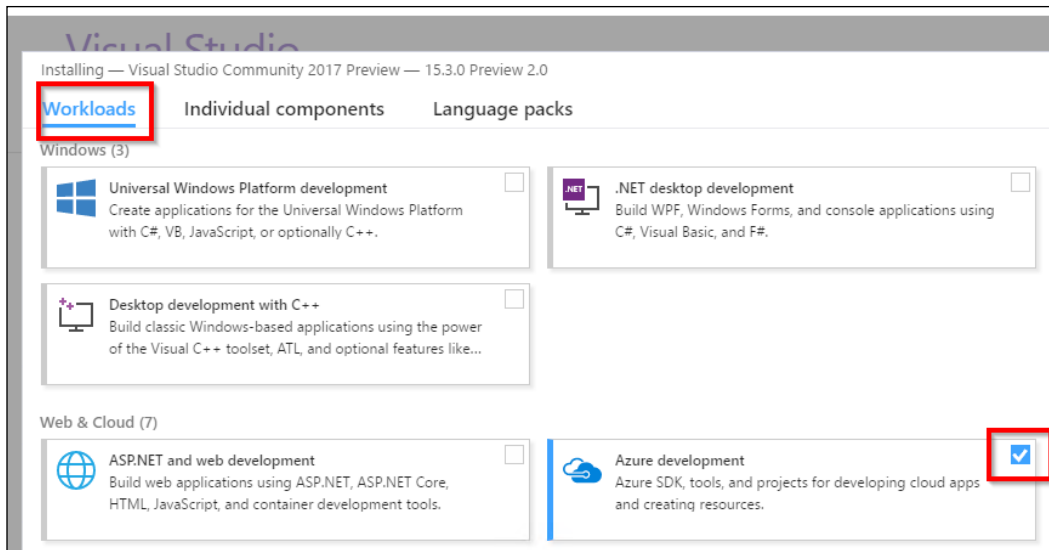 Visual Studio
Installing — Visual Studio Community 2017 Preview — 15.3.0 Preview 2.0
Workloads Individual components Language packs
Windows (3)
Universal Windows Platform development
Create applications for the Universal Windows Platform
with C#, VB, JavaScript, or optionally C++.
.NET
.NET desktop development
Build WPF, Windows Forms, and console applications using
C#, Visual Basic, and F#.
Desktop development with C++
Build classic Windows-based applications using the power
of the Visual C++ toolset, ATL, and optional features like...
Web & Cloud (7)
ASP.NET and web development
Build web applications using ASP.NET, ASP.NET Core,
HTML, JavaScript, and container development tools.
Azure development
Azure SDK, tools, and projects for developing cloud apps
and creating resources.